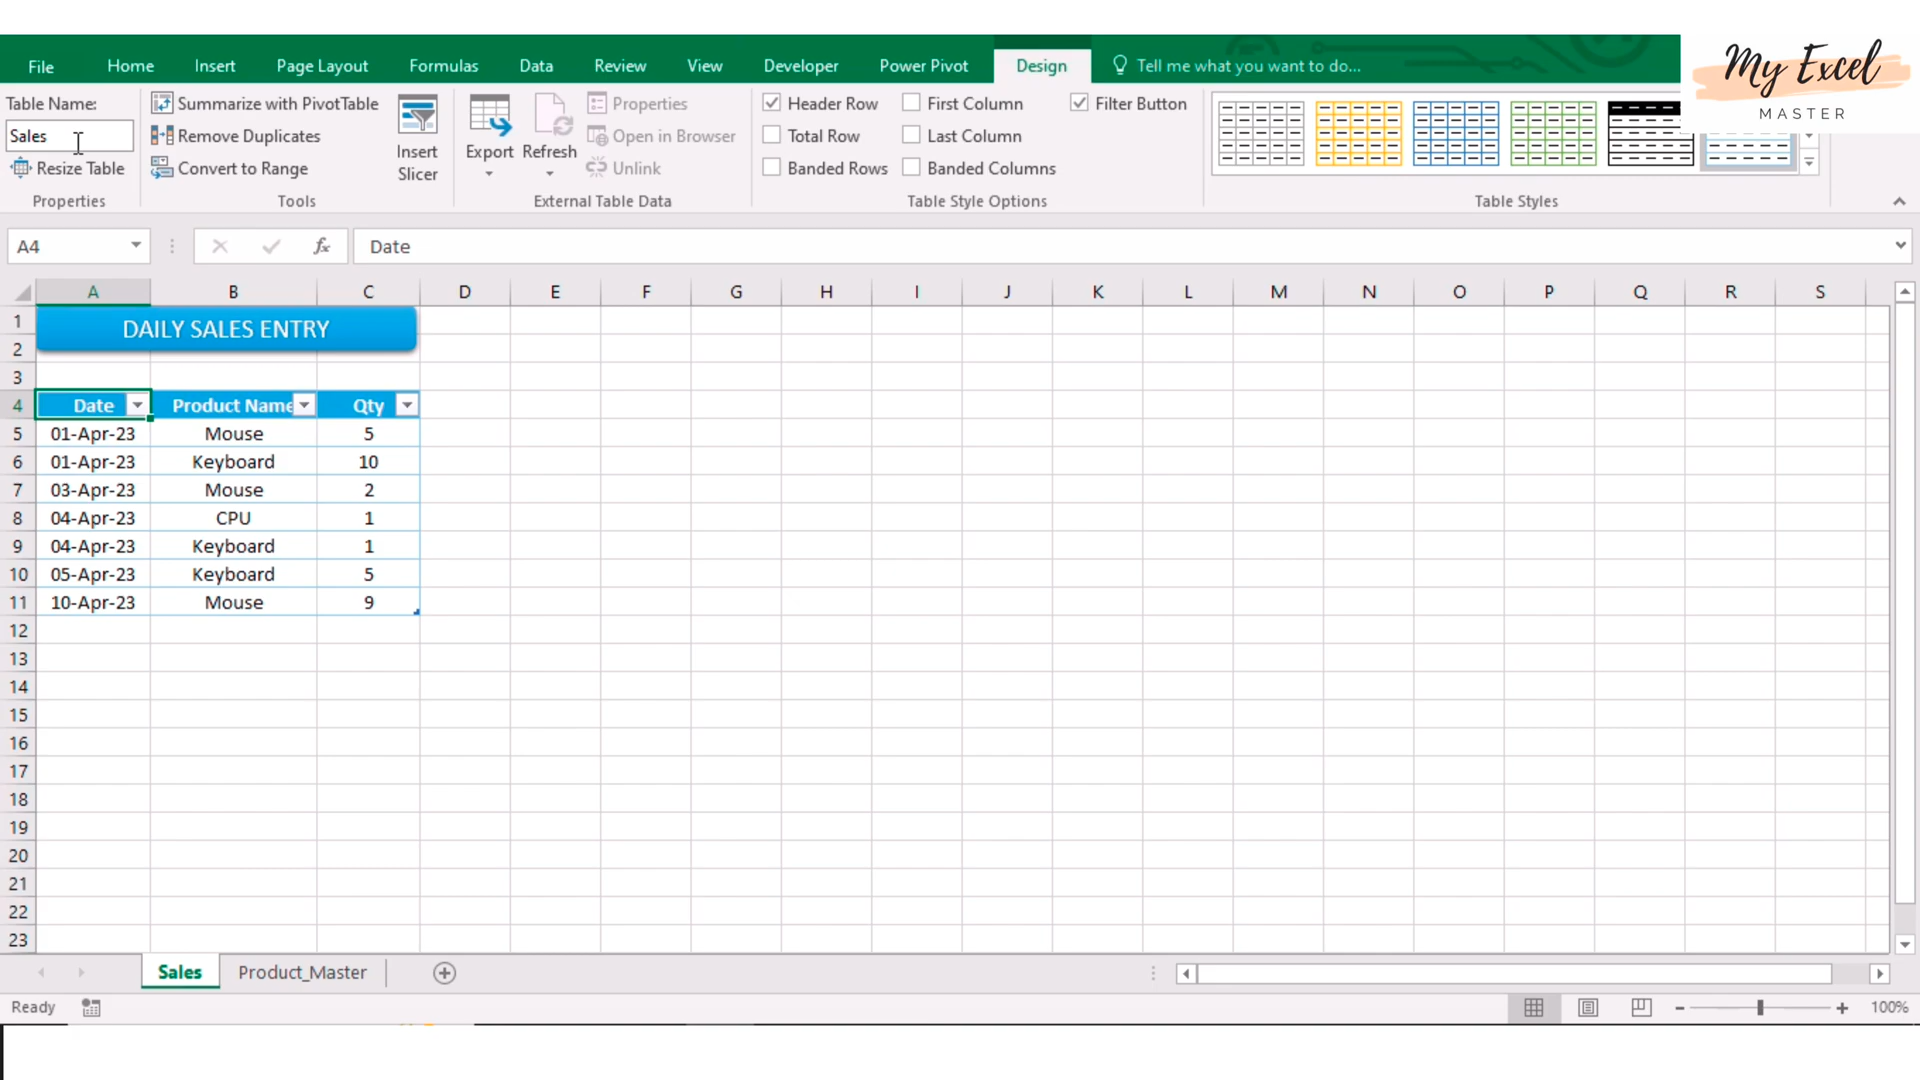 My Excel
MASTER
File Home Insert Page Layout Formulas Data Review View Developer Power Pivot Design Tell me what you want to do...
Table Name:
Sales
Resize Table
Properties
Summarize with PivotTable
Remove Duplicates
Convert to Range
Tools
Insert
Slicer
Export
Refresh
Properties
Open in Browser
Unlink
External Table Data
Header Row
Total Row
Banded Rows
First Column
Last Column
Banded Columns
Filter Button
Table Style Options
Table Styles
A4 fx Date
A B C D E F G H I J K L M N O P Q R S
1
DAILY SALES ENTRY
2
3
4 Date Product Name Qty
5 01-Apr-23 Mouse 5
6 01-Apr-23 Keyboard 10
7 03-Apr-23 Mouse 2
8 04-Apr-23 CPU 1
9 04-Apr-23 Keyboard 1
10 05-Apr-23 Keyboard 5
11 10-Apr-23 Mouse 9
12
13
14
15
16
17
18
19
20
21
22
23
Sales Product_Master
Ready 100%